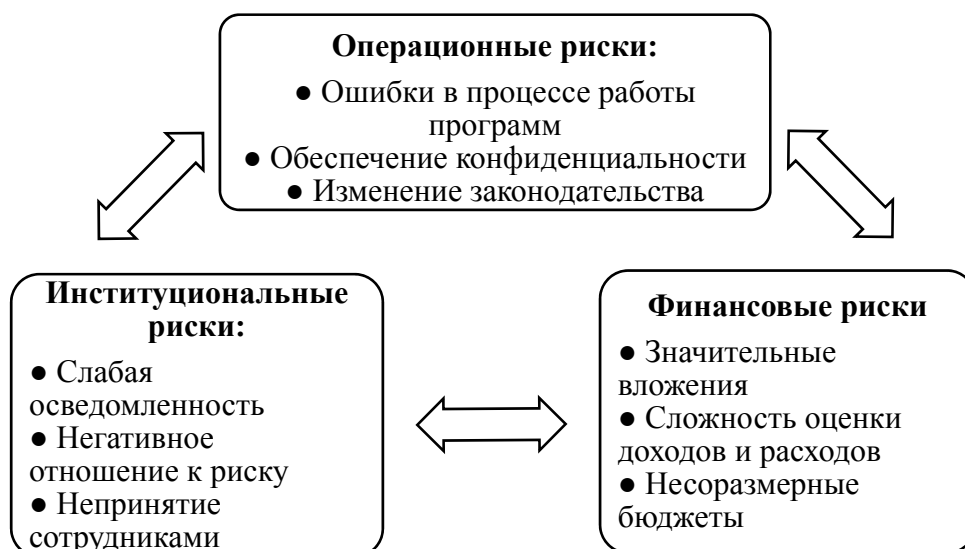 Операционные риски:
● Ошибки в процессе работы
программ
● Обеспечение конфиденциальности
● Изменение законодательства
Институциональные
риски:
● Слабая
осведомленность
● Негативное
отношение к риску
● Непринятие
сотрудниками
Финансовые риски
● Значительные
вложения
● Сложность оценки
доходов и расходов
● Несоразмерные
бюджеты